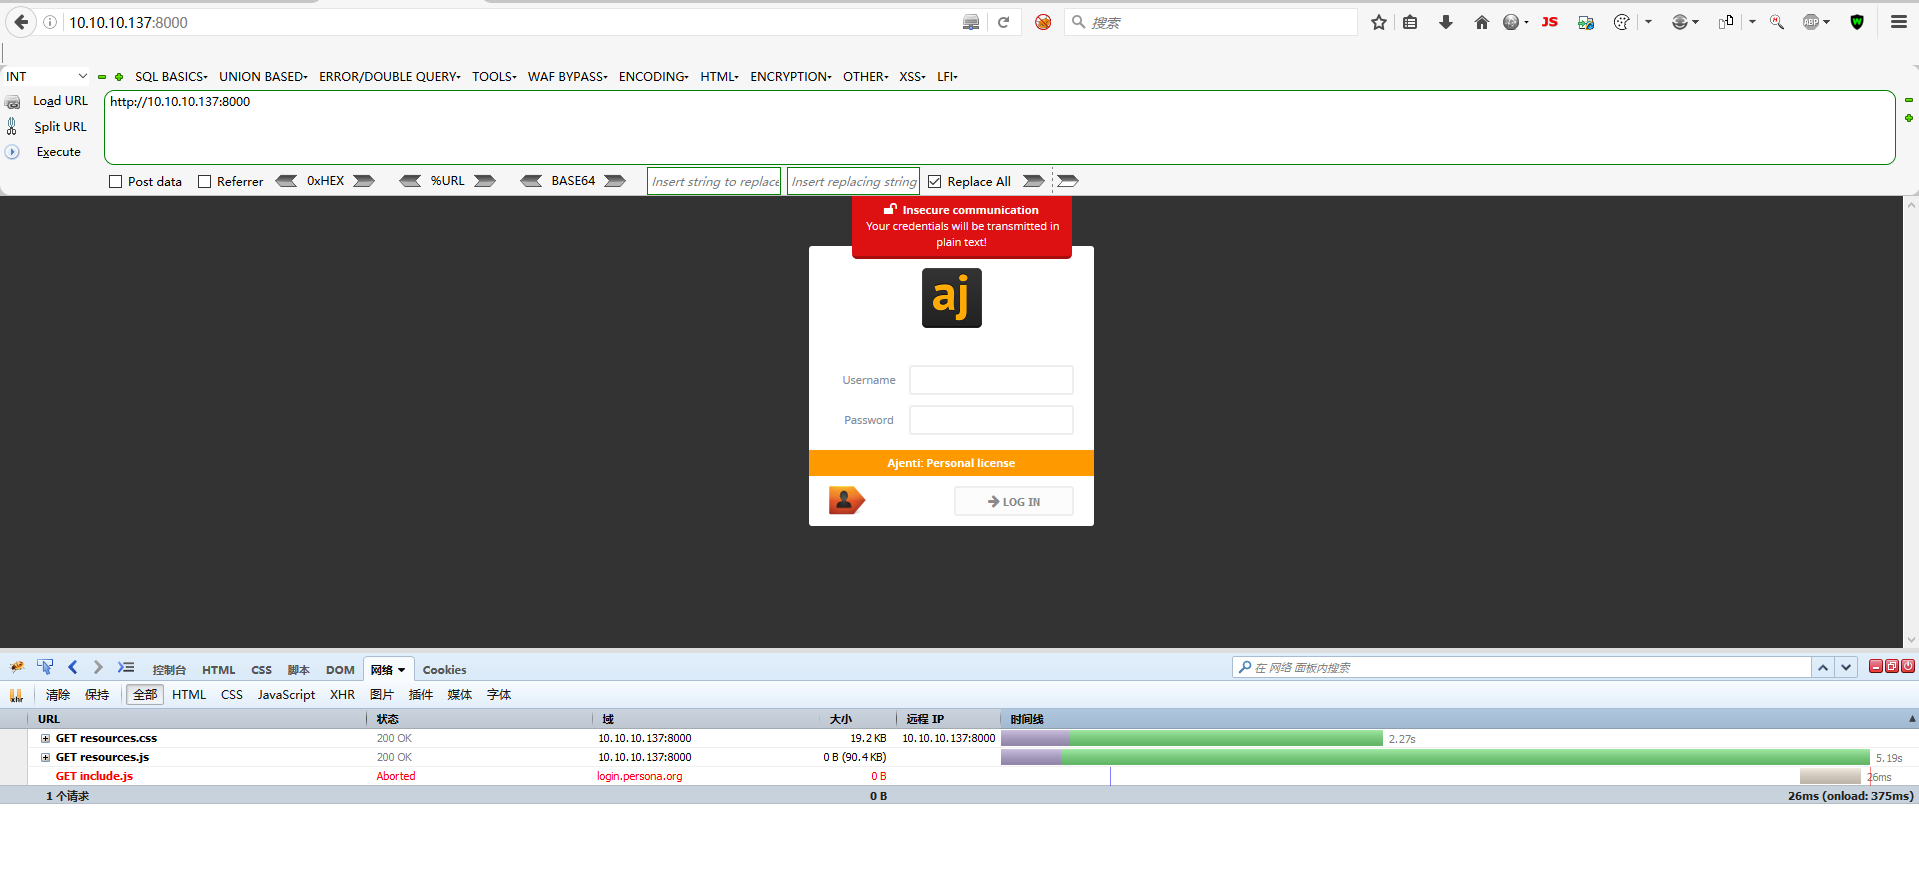 10.10.10.137:8000
搜索
JS
ABP
W
INT
SQL BASICS
UNION BASED
ERROR/DOUBLE QUERY
TOOLS
WAF BYPASS
ENCODING
HTML
ENCRYPTION
OTHER
XSS
LFI
Load URL
http://10.10.10.137:8000
Split URL
Execute
Post data
Referrer
0xHEX
%URL
BASE64
Insert string to replace
Insert replacing string
Replace All
Insecure communication
Your credentials will be transmitted in
plain text!
aj
Username
Password
Ajenti: Personal license
LOG IN
控制台 HTML CSS 脚本 DOM 网络 Cookies
在 网络 面板内搜索
xhr 清除 保持 全部 HTML CSS JavaScript XHR 图片 插件 媒体 字体
URL 状态 域 大小 远程 IP 时间线
GET resources.css 200 OK 10.10.10.137:8000 19.2 KB 10.10.10.137:8000 2.27s
GET resources.js 200 OK 10.10.10.137:8000 0 B (90.4 KB) 5.19s
GET include.js Aborted login.persona.org 0 B 26ms
1 个请求 0 B 26ms (onload: 375ms)